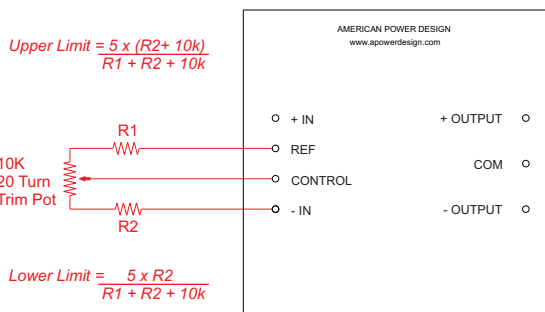 AMERICAN POWER DESIGN
www.apowerdesign.com
Upper Limit = 5 x (R2+ 10k)
R1 + R2 + 10k
R1
+ IN
+ OUTPUT
REF
COM
10K
20 Turn
Trim Pot
CONTROL
- IN
- OUTPUT
R2
Lower Limit = 5 x R2
R1 + R2 + 10k